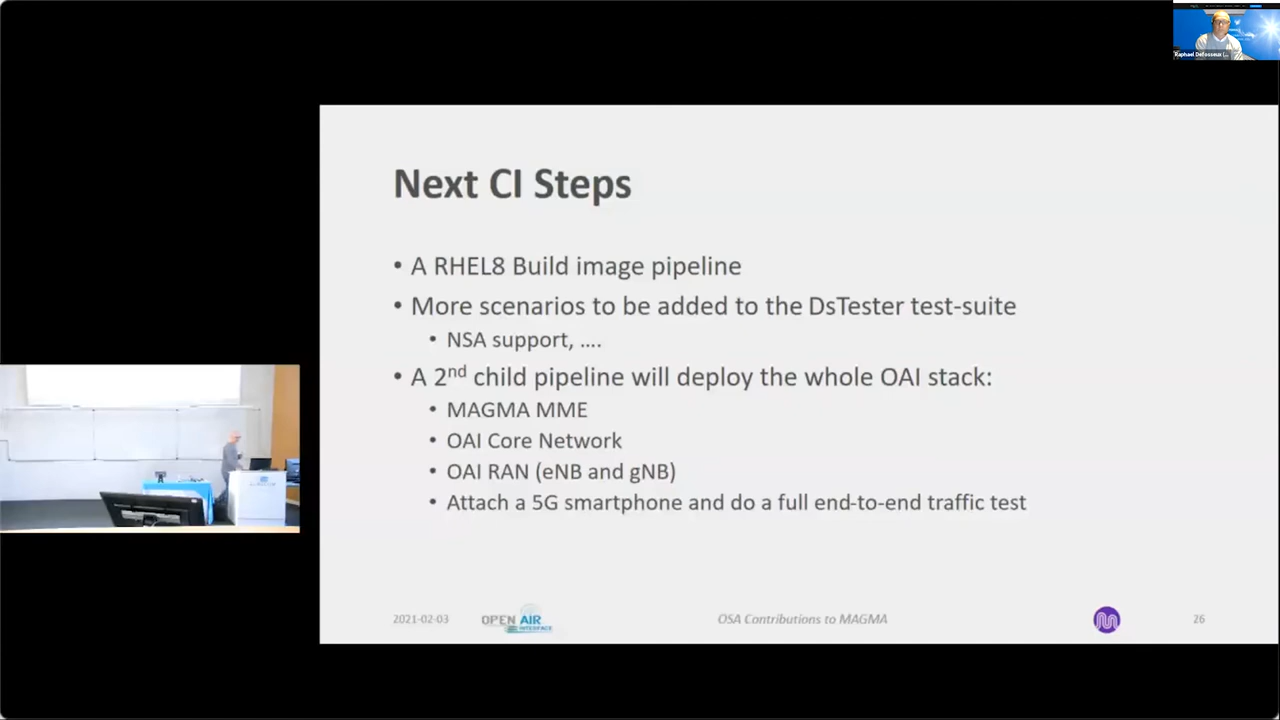 Raphael Defosseux (...
Next CI Steps
• A RHEL8 Build image pipeline
• More scenarios to be added to the DsTester test-suite
• NSA support, ....
• A 2nd child pipeline will deploy the whole OAI stack:
• MAGMA MME
• OAI Core Network
• OAI RAN (eNB and gNB)
• Attach a 5G smartphone and do a full end-to-end traffic test
2021-02-03
OPEN AIR
INTERFACE
OSA Contributions to MAGMA
26